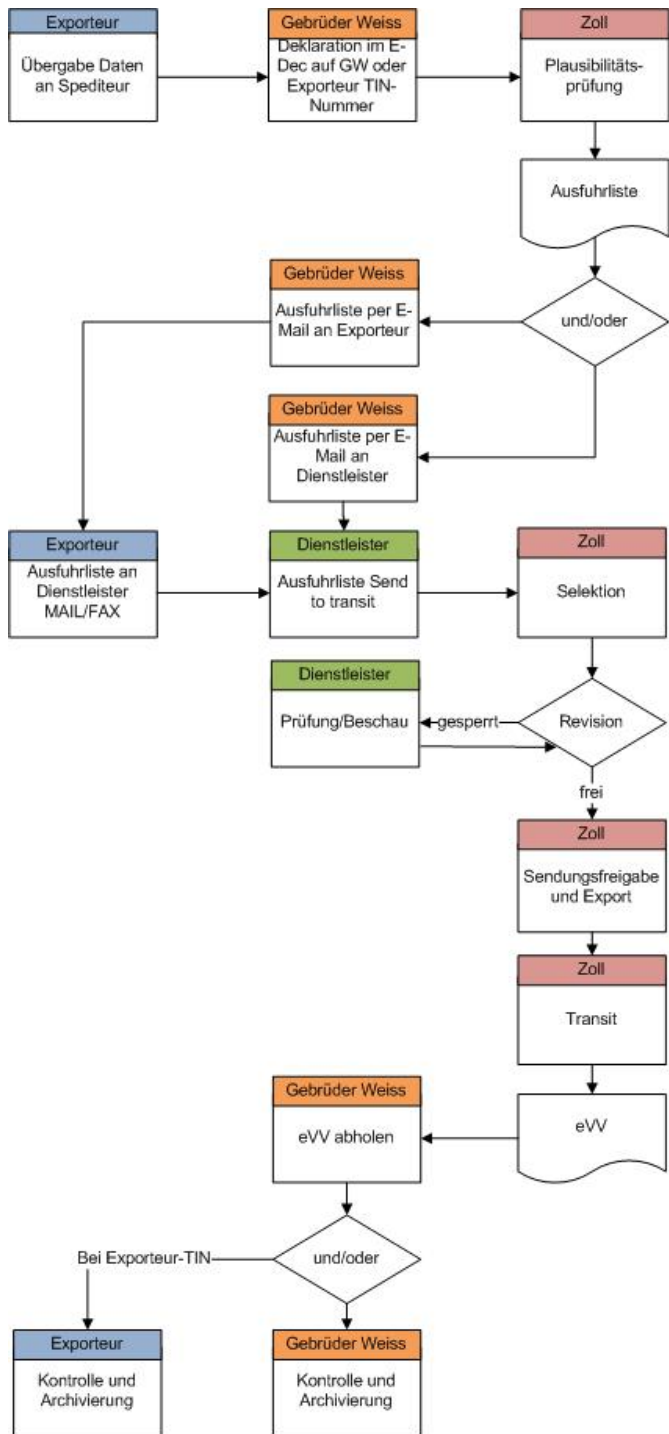 Exporteur
Übergabe Daten
an Spediteur
Gebrüder Weiss
Deklaration im E-
Dec auf GW oder
Exporteur TIN-
Nummer
Zoll
Plausibilitäts-
prüfung
Ausfuhrliste
und/oder
Gebrüder Weiss
Ausfuhrliste per E-
Mail an Exporteur
Gebrüder Weiss
Ausfuhrliste per E-
Mail an
Dienstleister
Exporteur
Ausfuhrliste an
Dienstleister
MAIL/FAX
Dienstleister
Ausfuhrliste Send
to transit
Zoll
Selektion
Dienstleister
Prüfung/Beschau
gesperrt
Revision
frei
Zoll
Sendungsfreigabe
und Export
Zoll
Transit
eVV
Gebrüder Weiss
eVV abholen
und/oder
Bei Exporteur-TIN
Exporteur
Kontrolle und
Archivierung
Gebrüder Weiss
Kontrolle und
Archivierung